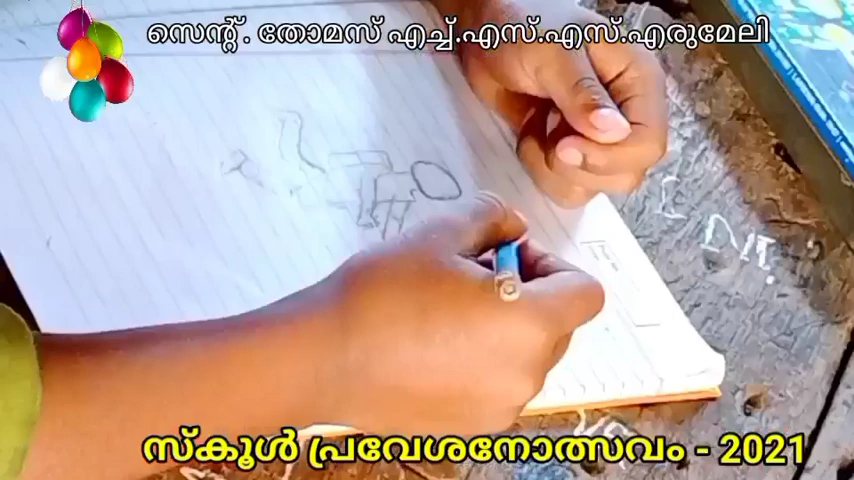 സെന്റ്. തോമസ് എച്ച്.എസ്.എസ്.എരുമേലി
സ്കൂൾ പ്രവേശനോത്സവം - 2021